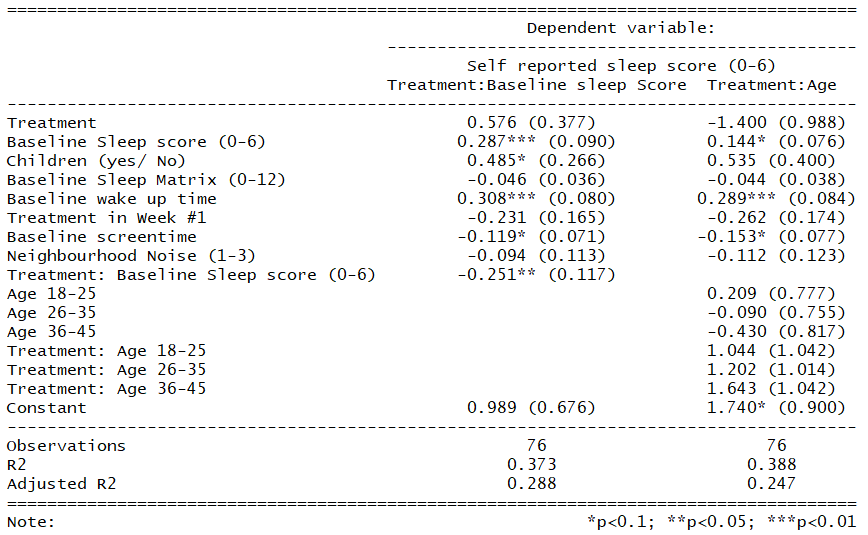 Dependent variable:
Self reported sleep score (0-6)
Treatment:Baseline sleep Score Treatment:Age
Treatment 0.576 (0.377) -1.400 (0.988)
Baseline Sleep score (0-6) 0.287*** (0.090) 0.144* (0.076)
Children (yes/ No) 0.485* (0.266) 0.535 (0.400)
Baseline Sleep Matrix (0-12) -0.046 (0.036) -0.044 (0.038)
Baseline wake up time 0.308*** (0.080) 0.289*** (0.084)
Treatment in Week #1 -0.231 (0.165) -0.262 (0.174)
Baseline screentime -0.119* (0.071) -0.153* (0.077)
Neighbourhood Noise (1-3) -0.094 (0.113) -0.112 (0.123)
Treatment: Baseline Sleep score (0-6) -0.251** (0.117)
Age 18-25 0.209 (0.777)
Age 26-35 -0.090 (0.755)
Age 36-45 -0.430 (0.817)
Treatment: Age 18-25 1.044 (1.042)
Treatment: Age 26-35 1.202 (1.014)
Treatment: Age 36-45 1.643 (1.042)
Constant 0.989 (0.676) 1.740* (0.900)
Observations 76 76
R2 0.373 0.388
Adjusted R2 0.288 0.247
Note: *p<0.1; **p<0.05; ***p<0.01